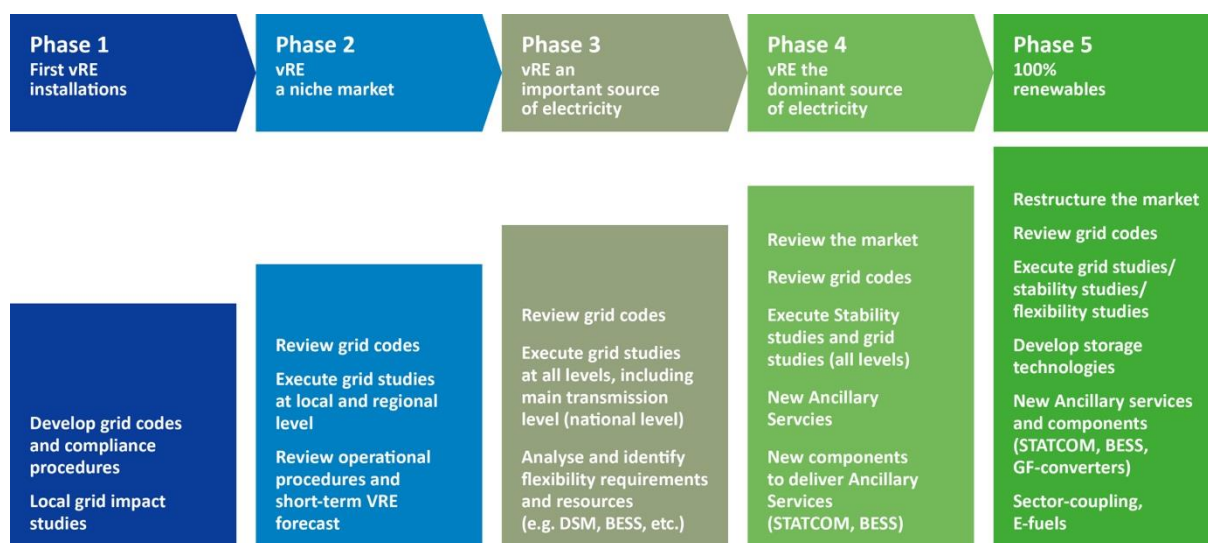 Phase 1
First vRE
installations
Phase 2
vRE
a niche market
Phase 3
vRE an
important source
of electricity
Phase 4
vRE the
dominant source
of electricity
Phase 5
100%
renewables
Develop grid codes
and compliance
procedures
Local grid impact
studies
Review grid codes
Execute grid studies
at local and regional
level
Review operational
procedures and
short-term VRE
forecast
Review grid codes
Execute grid studies
at all levels, including
main transmission
level (national level)
Analyse and identify
flexibility requirements
and resources
(e.g. DSM, BESS, etc.)
Review the market
Review grid codes
Execute Stability
studies and grid
studies (all levels)
New Ancillary
Servcies
New components
to deliver Ancillary
Services
(STATCOM, BESS)
Restructure the market
Review grid codes
Execute grid studies/
stability studies/
flexibility studies
Develop storage
technologies
New Ancillary services
and components
(STATCOM, BESS,
GF-converters)
Sector-coupling,
E-fuels